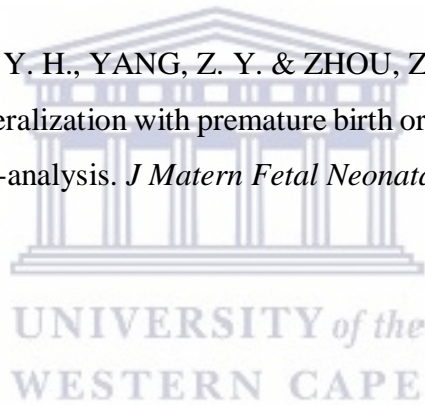 Y. H., YANG, Z. Y. & ZHOU, Z
eralization with premature birth or
-analysis. J Matern Fetal Neonata
UNIVERSITY of the
WESTERN CAPE